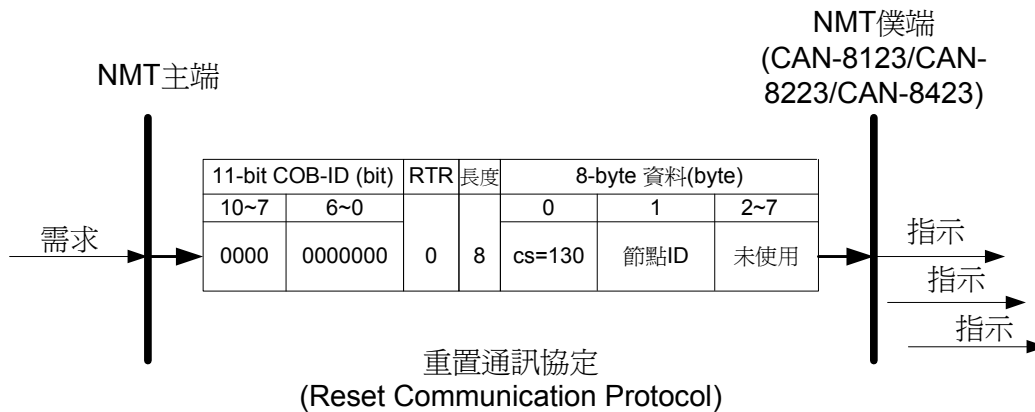 NMT僕端
(CAN-8123/CAN-
8223/CAN-8423)
NMT主端
11-bit COB-ID (bit) RTR 長度 8-byte 資料(byte)
10~7 6~0 0 1 2~7
需求 0000 0000000 0 8 cs=130 節點ID 未使用 指示
指示
指示
重置通訊協定
(Reset Communication Protocol)